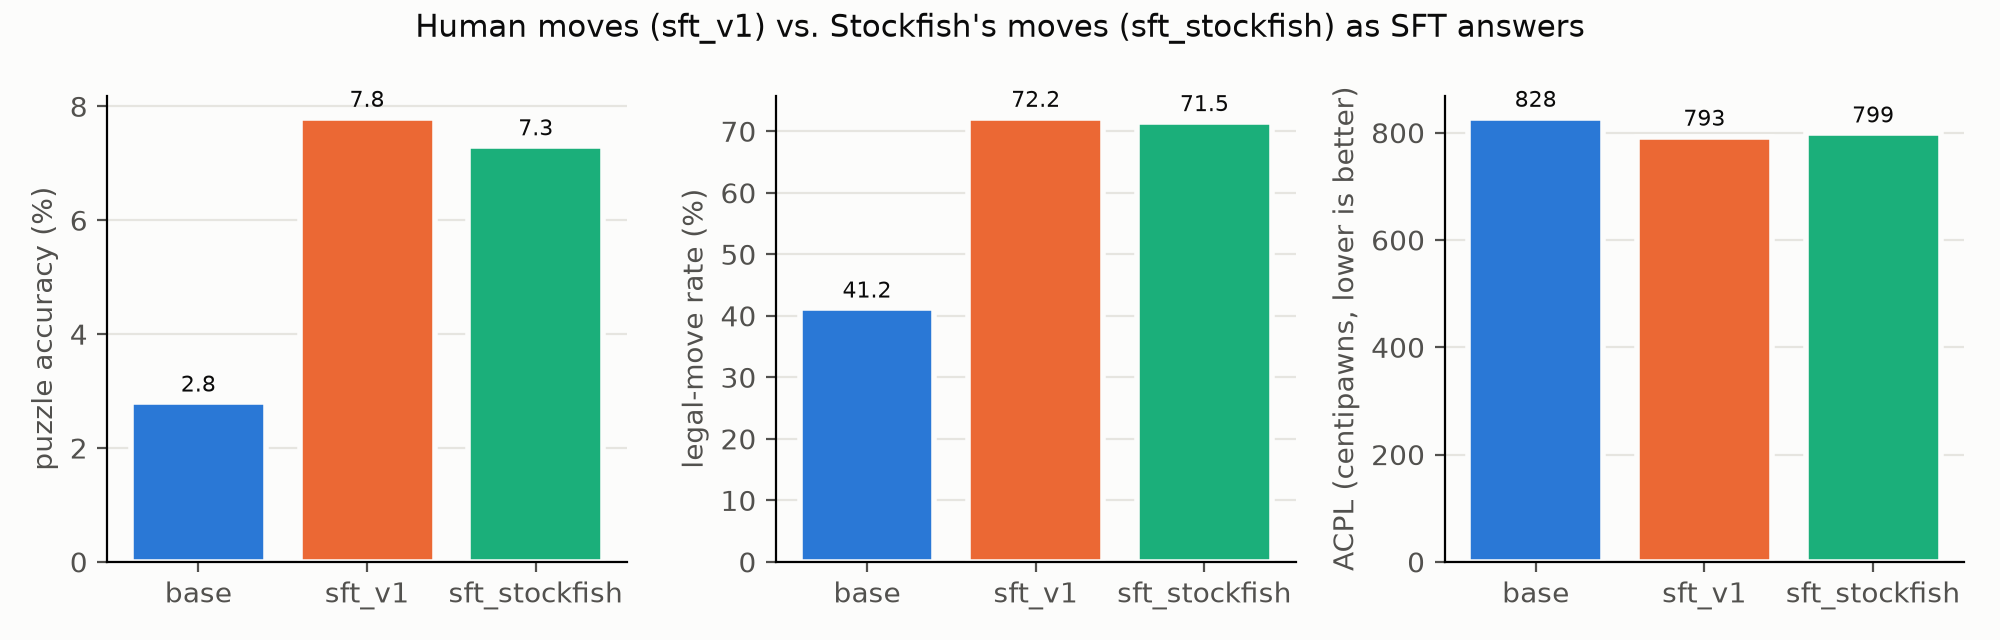 Human moves (sft_v1) vs. Stockfish's moves (sft_stockfish) as SFT answers
puzzle accuracy (%)
8
6
4
2
0
2.8
7.8
7.3
base
sft_v1
sft_stockfish
legal-move rate (%)
70
60
50
40
30
20
10
0
41.2
72.2
71.5
base
sft_v1
sft_stockfish
ACPL (centipawns, lower is better)
800
600
400
200
0
828
793
799
base
sft_v1
sft_stockfish